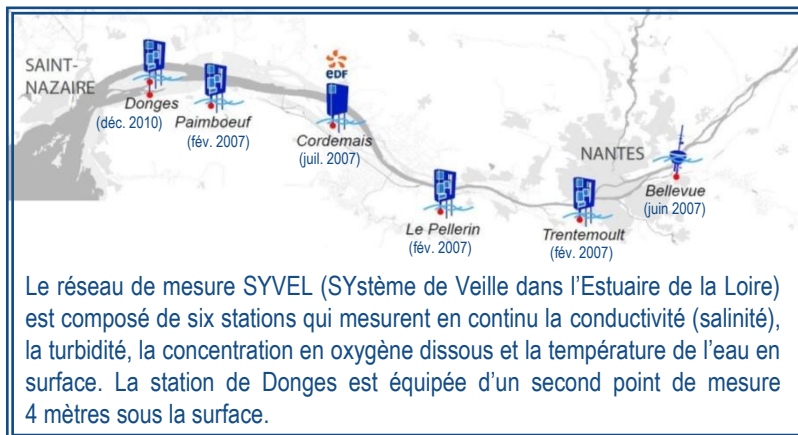 SAINT-
NAZAIRE
Donges
(déc. 2010)
Paimboeuf
(fév. 2007)
eDF
Cordemais
(juil. 2007)
Le Pellerin
(fév. 2007)
NANTES
Trentemoult
(fév. 2007)
Bellevue
(juin 2007)
Le réseau de mesure SYVEL (SYstème de Veille dans l’Estuaire de la Loire)
est composé de six stations qui mesurent en continu la conductivité (salinité),
la turbidité, la concentration en oxygène dissous et la température de l’eau en
surface. La station de Donges est équipée d’un second point de mesure
4 mètres sous la surface.